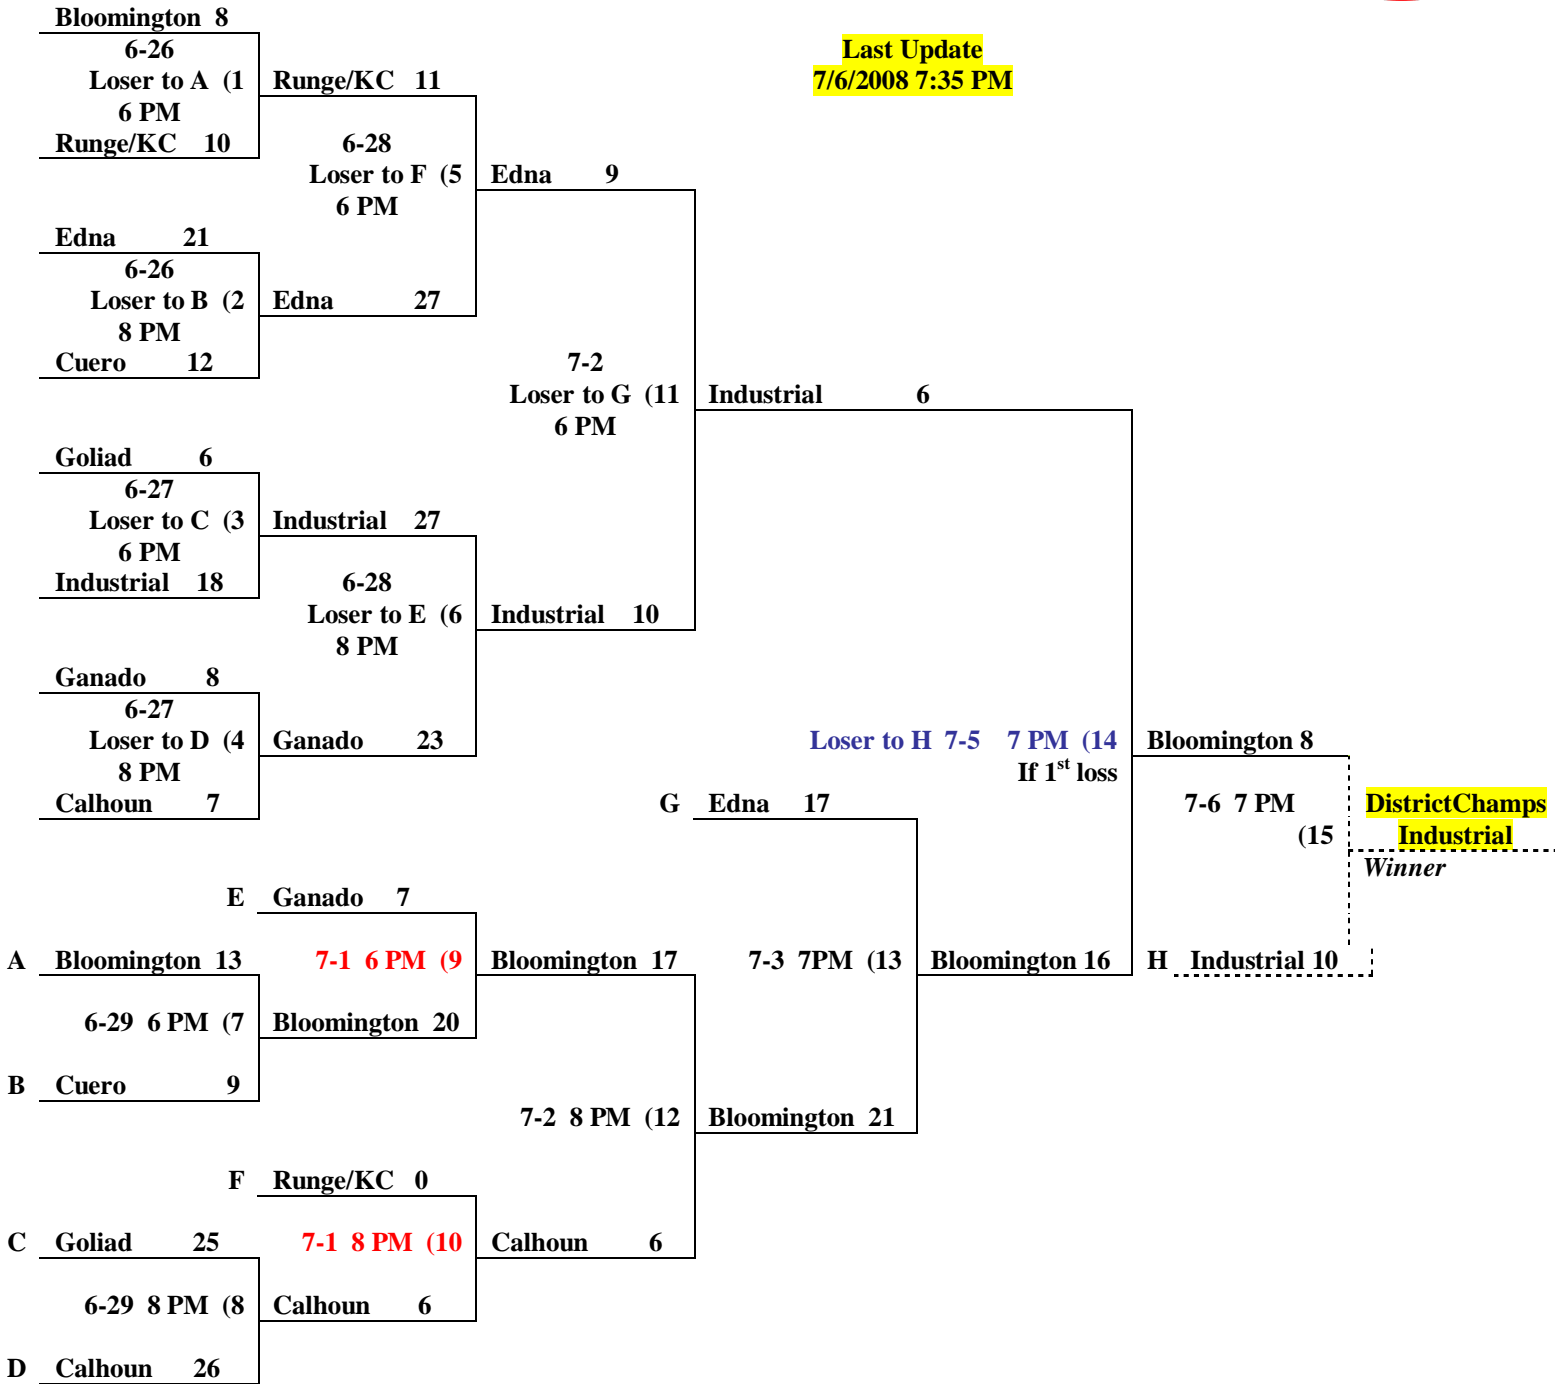 Bloomington 8
6-26
Loser to A (1
6 PM
Runge/KC 10
Runge/KC 11
Last Update
7/6/2008 7:35 PM
6-28
Loser to F (5
6 PM
Edna 9
Edna 21
6-26
Loser to B (2
8 PM
Cuero 12
Edna 27
7-2
Loser to G (11
6 PM
Industrial 6
Goliad 6
6-27
Loser to C (3
6 PM
Industrial 18
Industrial 27
6-28
Loser to E (6
8 PM
Industrial 10
Ganado 8
6-27
Loser to D (4
8 PM
Calhoun 7
Ganado 23
Loser to H 7-5 7 PM (14
If 1st loss
Bloomington 8
7-6 7 PM
(15
DistrictChamps
Industrial
Winner
G Edna 17
E Ganado 7
A Bloomington 13
7-1 6 PM (9
Bloomington 17
7-3 7PM (13
Bloomington 16
H Industrial 10
6-29 6 PM (7
Bloomington 20
B Cuero 9
7-2 8 PM (12
Bloomington 21
F Runge/KC 0
C Goliad 25
7-1 8 PM (10
Calhoun 6
6-29 8 PM (8
Calhoun 6
D Calhoun 26